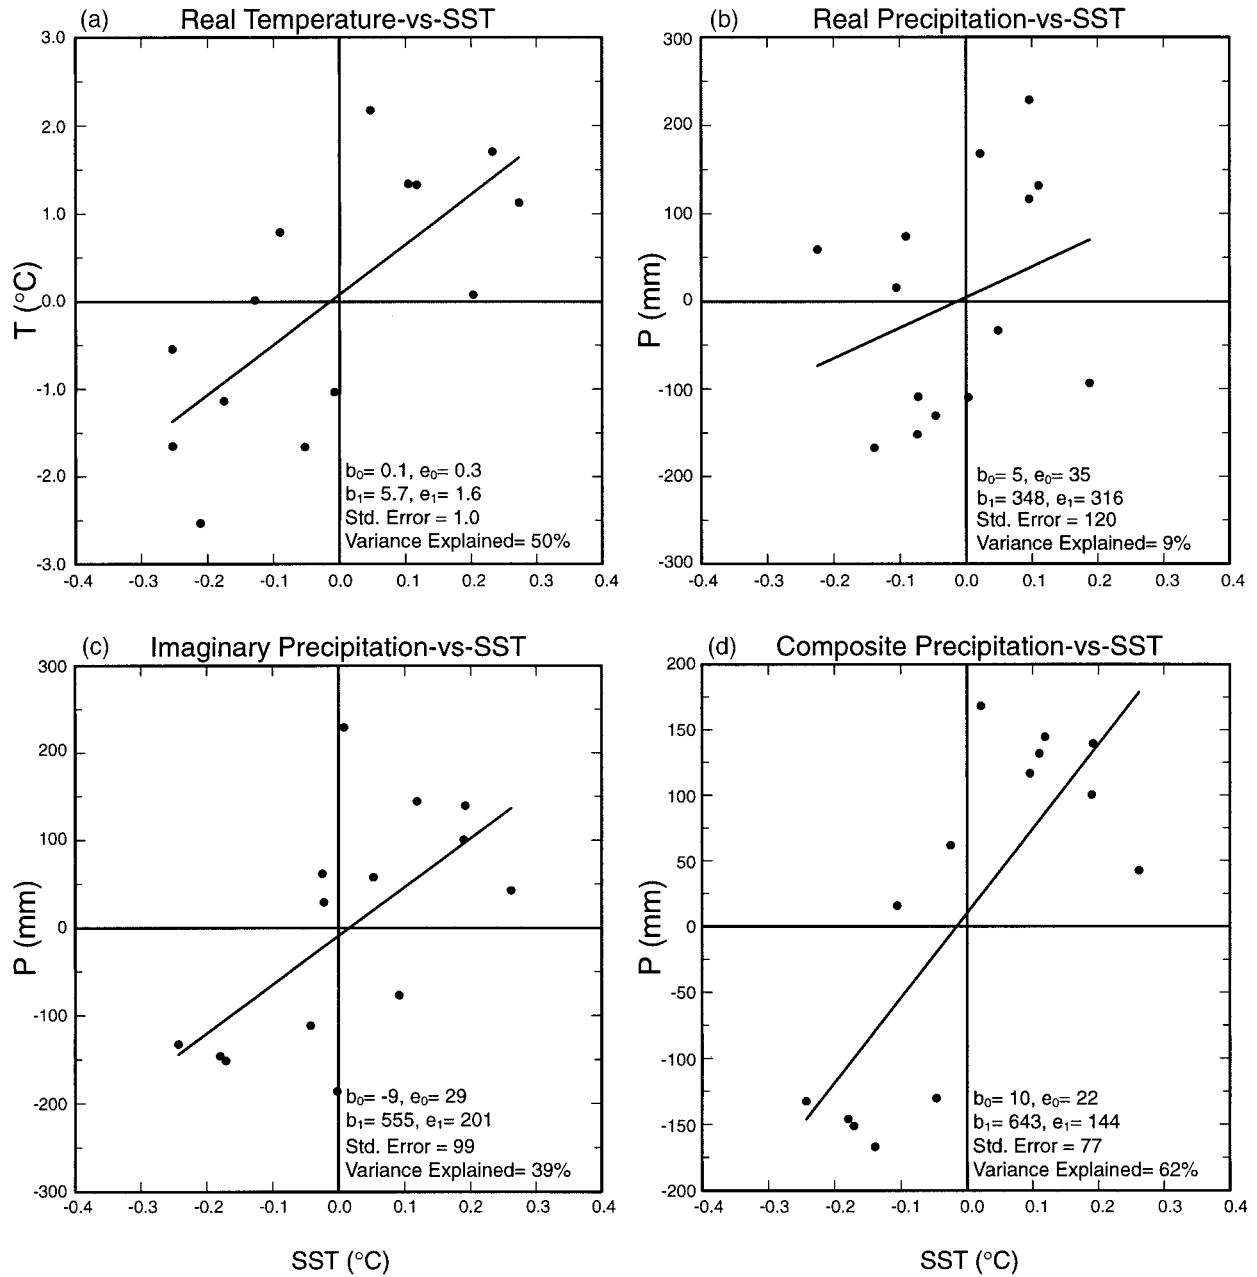 (a) Real Temperature-vs-SST
3.0
2.0
1.0
0.0
-1.0
-2.0
-3.0
T (°C)
b₀= 0.1, e₀= 0.3
b₁= 5.7, e₁= 1.6
Std. Error = 1.0
Variance Explained= 50%
-0.4 -0.3 -0.2 -0.1 0.0 0.1 0.2 0.3 0.4
(b) Real Precipitation-vs-SST
300
200
100
0
-100
-200
-300
P (mm)
b₀= 5, e₀= 35
b₁= 348, e₁= 316
Std. Error = 120
Variance Explained= 9%
-0.4 -0.3 -0.2 -0.1 0.0 0.1 0.2 0.3 0.4
(c) Imaginary Precipitation-vs-SST
300
200
100
0
-100
-200
-300
P (mm)
b₀= -9, e₀= 29
b₁= 555, e₁= 201
Std. Error = 99
Variance Explained= 39%
-0.4 -0.3 -0.2 -0.1 0.0 0.1 0.2 0.3 0.4
SST (°C)
(d) Composite Precipitation-vs-SST
200
150
100
50
0
-50
-100
-150
-200
P (mm)
b₀= 10, e₀= 22
b₁= 643, e₁= 144
Std. Error = 77
Variance Explained= 62%
-0.4 -0.3 -0.2 -0.1 0.0 0.1 0.2 0.3 0.4
SST (°C)